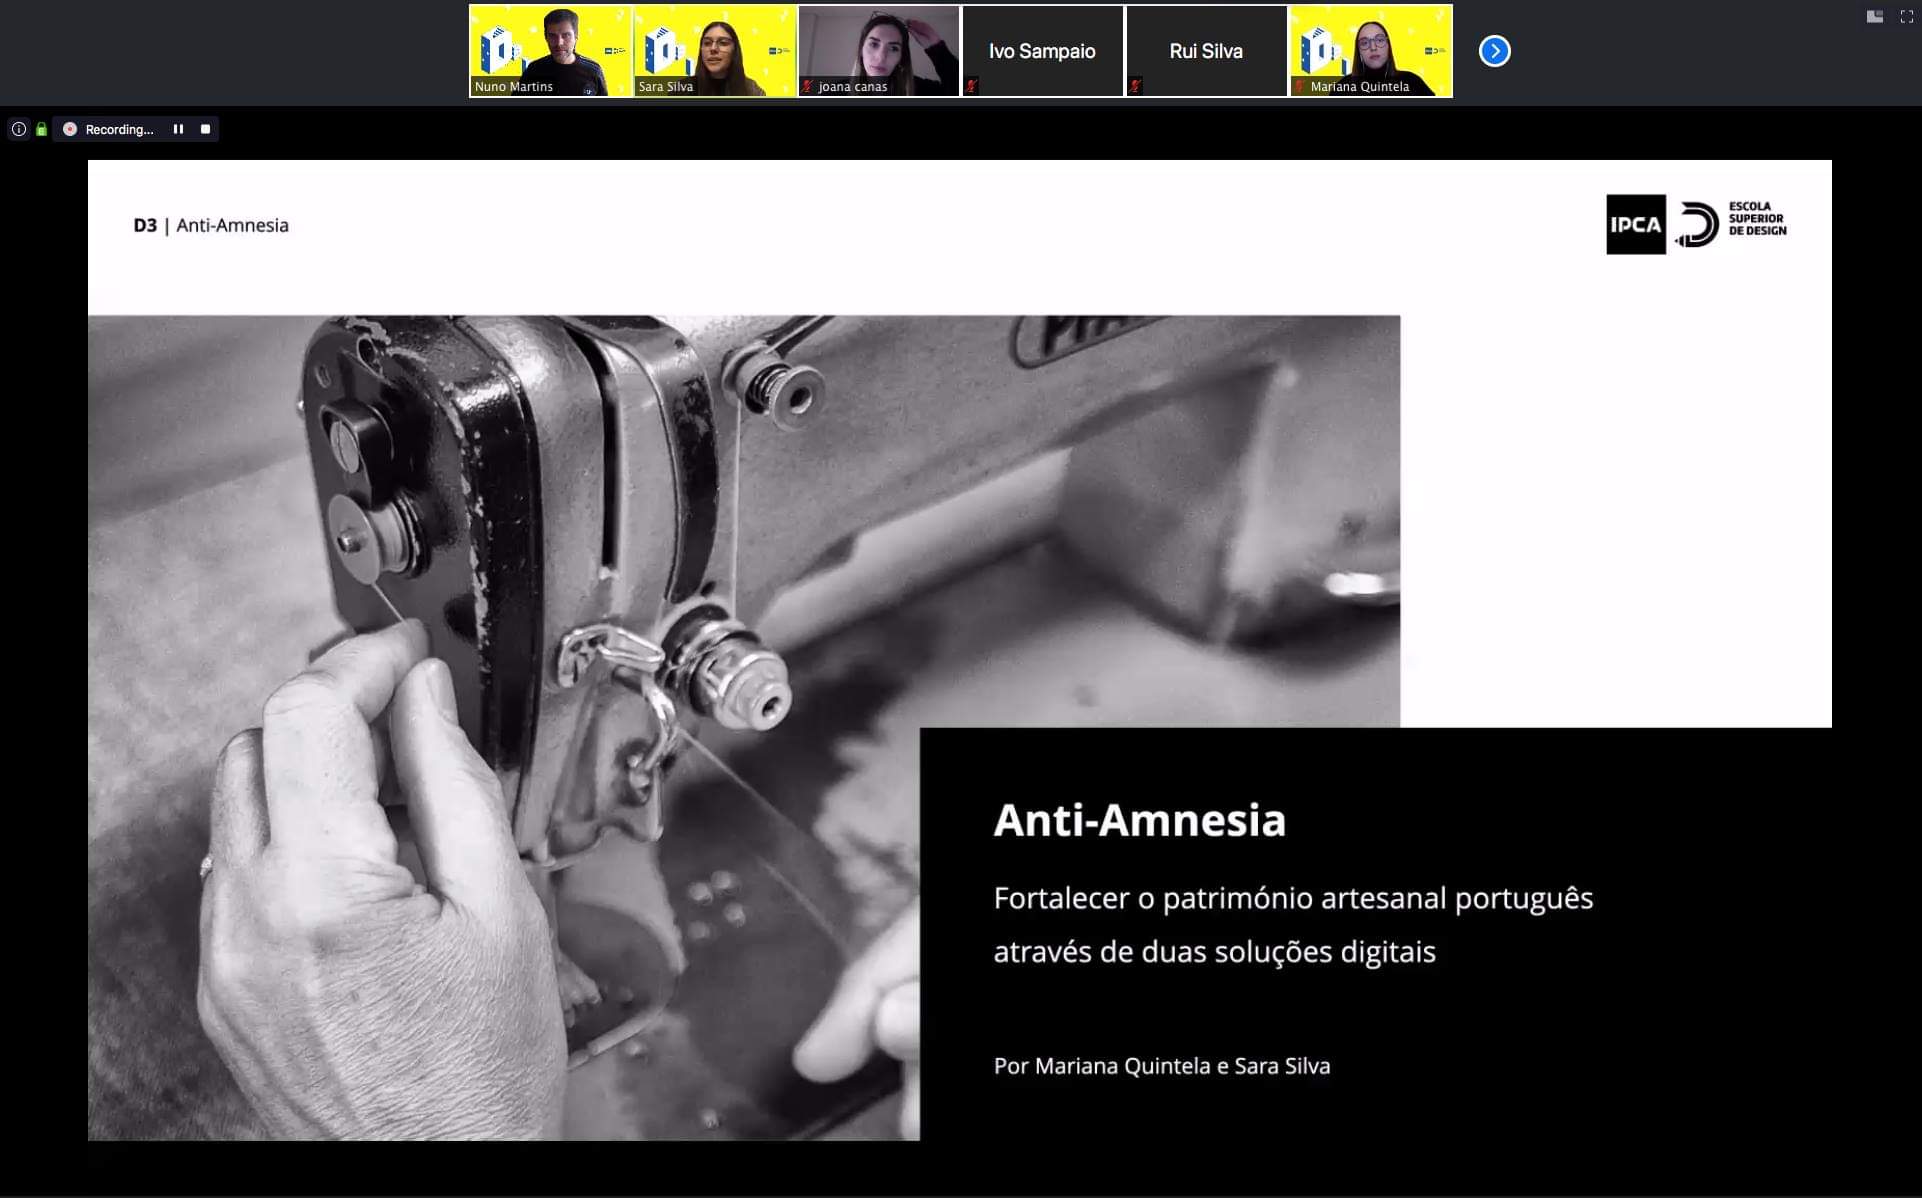 Nuno Martins
Sara Silva
joana canas
Ivo Sampaio
Rui Silva
Mariana Quintela
Recording...
D3 | Anti-Amnesia
IPCA
ESCOLA
SUPERIOR
DE DESIGN
Anti-Amnesia
Fortalecer o património artesanal português
através de duas soluções digitais
Por Mariana Quintela e Sara Silva